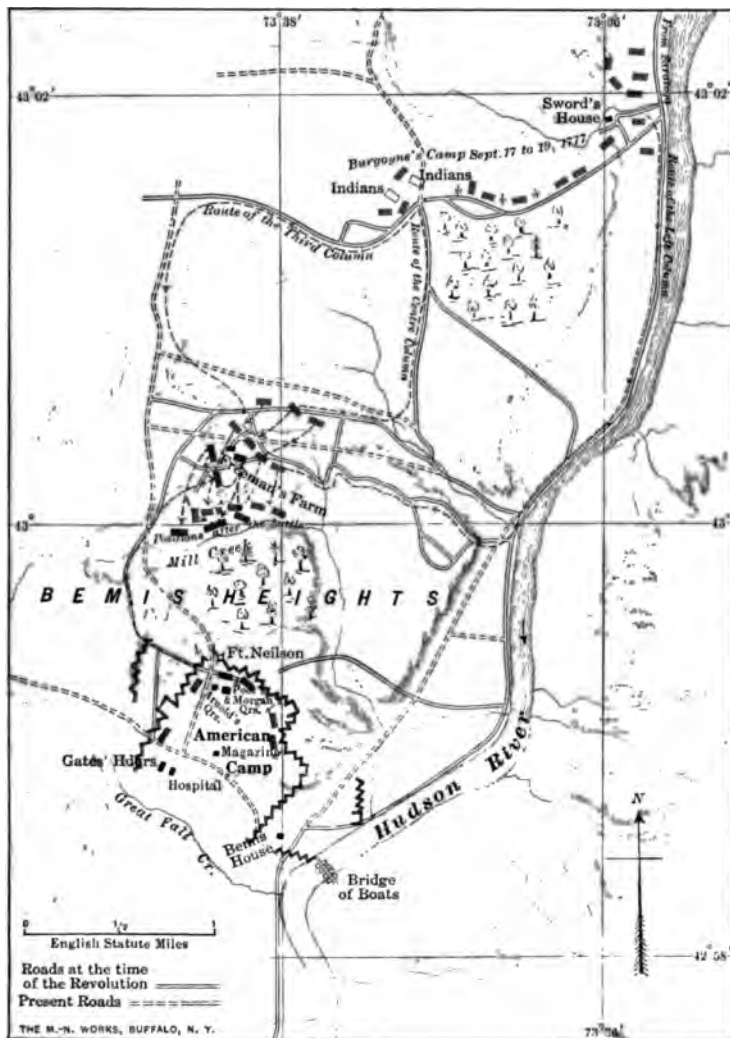 73°38'
73°36'
43°02'
43°02'
From Saratoga
Sword's
House
Burgoyne's Camp Sept. 17 to 19, 1777
Indians
Indians
Route of the Third Column
Route of the Centre Column
Route of the Left Column
Freeman's Farm
43°
43°
Positions after the battle
Mill Creek
BEMIS HEIGHTS
Ft. Neilson
Poor
& Morgan
Qrs.
Arnold's
Qrs.
American
Magazine
Camp
Gates' Hdqrs
Hospital
Great Fall Cr.
Hudson River
Bemis
House
Bridge
of Boats
N
0 1/2 1
English Statute Miles
42°58'
Roads at the time
of the Revolution
Present Roads
THE M.-N. WORKS, BUFFALO, N. Y.